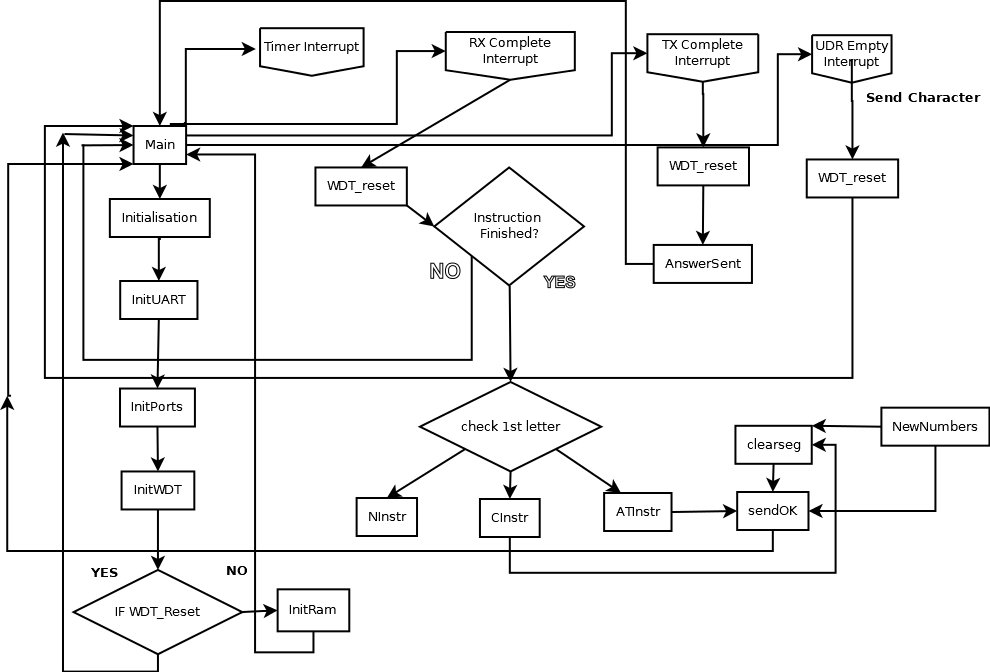 Timer Interrupt
RX Complete
Interrupt
TX Complete
Interrupt
UDR Empty
Interrupt
Send Character
Main
WDT_reset
WDT_reset
WDT_reset
Initialisation
Instruction
Finished?
NO
YES
AnswerSent
InitUART
InitPorts
check 1st letter
NewNumbers
clearseg
InitWDT
NInstr
CInstr
ATInstr
sendOK
YES
NO
IF WDT_Reset
InitRam